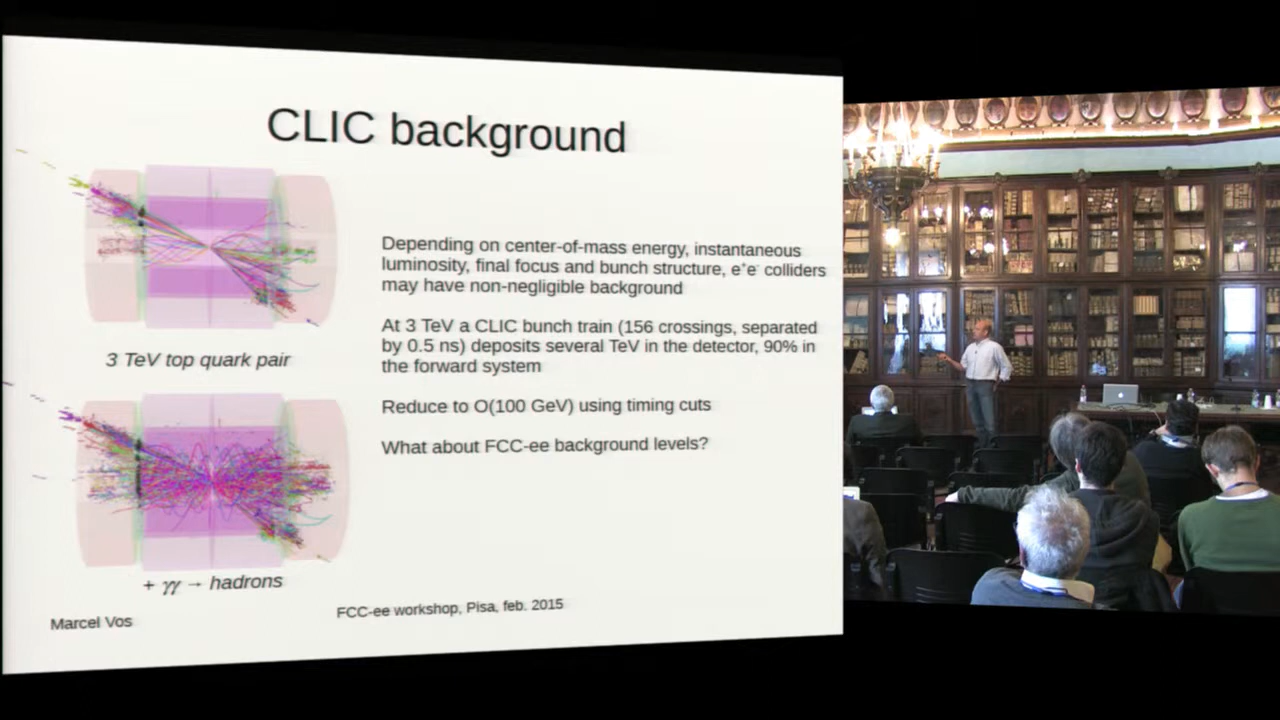 CLIC background
Depending on center-of-mass energy, instantaneous
luminosity, final focus and bunch structure, e⁺e⁻ colliders
may have non-negligible background
At 3 TeV a CLIC bunch train (156 crossings, separated
by 0.5 ns) deposits several TeV in the detector, 90% in
the forward system
Reduce to O(100 GeV) using timing cuts
What about FCC-ee background levels?
3 TeV top quark pair
+ γγ → hadrons
Marcel Vos
FCC-ee workshop, Pisa, feb. 2015